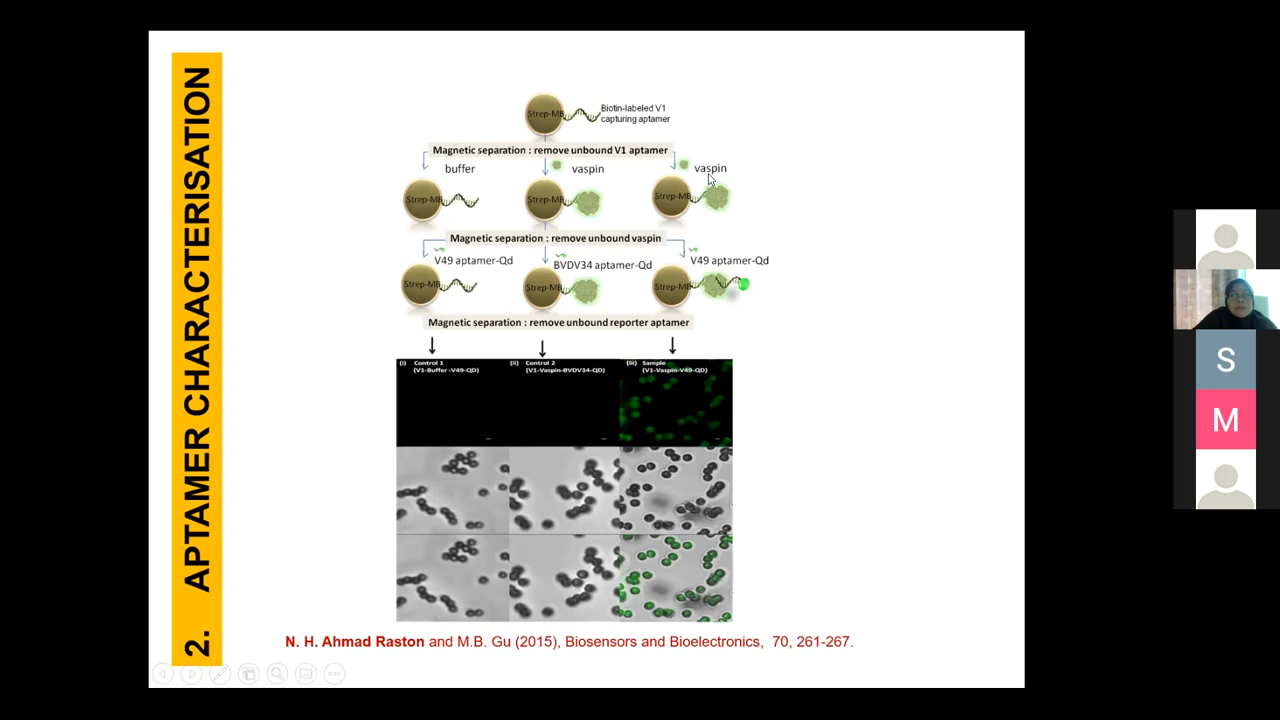 2. APTAMER CHARACTERISATION
Strep-MB
Biotin-labeled V1
capturing aptamer
Magnetic separation : remove unbound V1 aptamer
buffer
vaspin
vaspin
Strep-MB
Strep-MB
Strep-MB
Magnetic separation : remove unbound vaspin
V49 aptamer-Qd
BVDV34 aptamer-Qd
V49 aptamer-Qd
Strep-MB
Strep-MB
Strep-MB
Magnetic separation : remove unbound reporter aptamer
(i) Control 1
(V1-Buffer -V49-QD)
(ii) Control 2
(V1-Vaspin-BVDV34-QD)
(iii) Sample
(V1-Vaspin-V49-QD)
N. H. Ahmad Raston and M.B. Gu (2015), Biosensors and Bioelectronics, 70, 261-267.
S
M